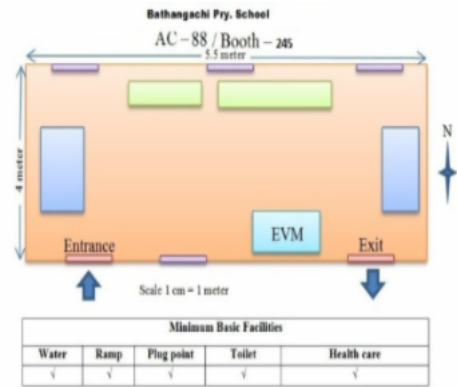 Bathangachi Pry. School
AC-88 / Booth – 245
5.5 meter
4 meter
N
EVM
Entrance
Exit
Scale 1 cm = 1 meter
Minimum Basic Facilities
Water Ramp Plug point Toilet Health care
√ √ √ √ √